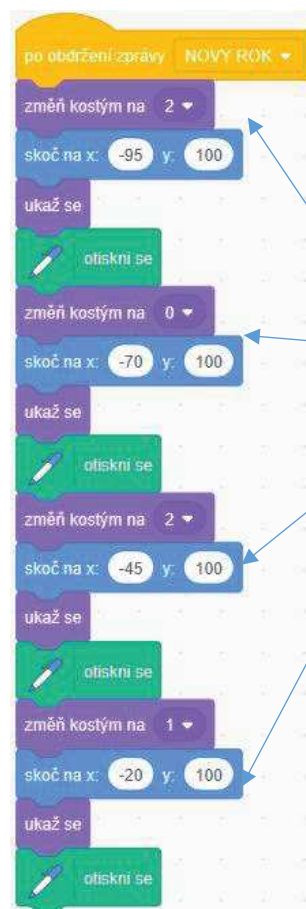 po obdržení zprávy NOVÝ ROK
změň kostým na 2
skoč na x: -95 y: 100
ukaž se
otiskni se
změň kostým na 0
skoč na x: -70 y: 100
ukaž se
otiskni se
změň kostým na 2
skoč na x: -45 y: 100
ukaž se
otiskni se
změň kostým na 1
skoč na x: -20 y: 100
ukaž se
otiskni se